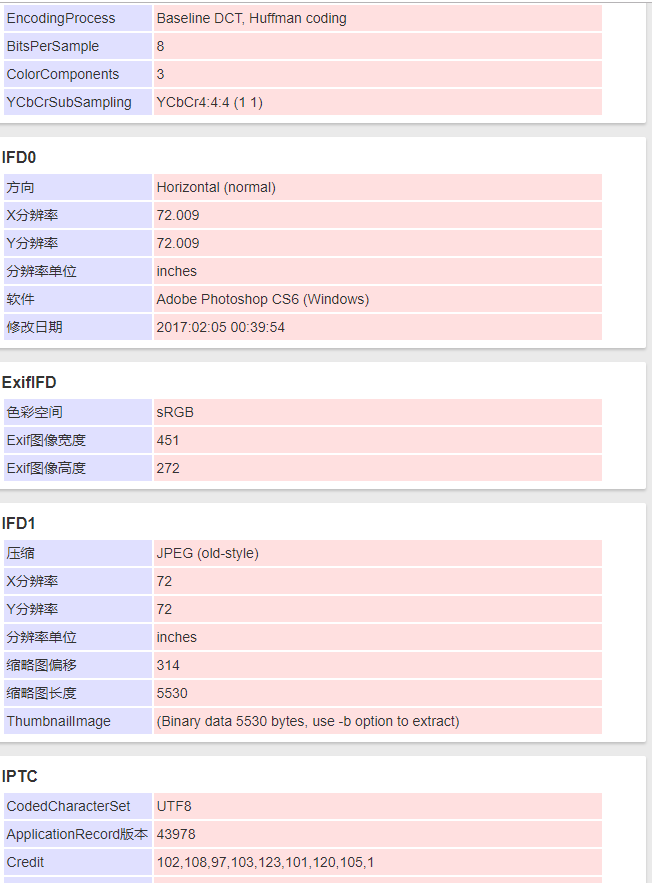 EncodingProcess Baseline DCT, Huffman coding
BitsPerSample 8
ColorComponents 3
YCbCrSubSampling YCbCr4:4:4 (1 1)
IFD0
方向 Horizontal (normal)
X分辨率 72.009
Y分辨率 72.009
分辨率单位 inches
软件 Adobe Photoshop CS6 (Windows)
修改日期 2017:02:05 00:39:54
ExifIFD
色彩空间 sRGB
Exif图像宽度 451
Exif图像高度 272
IFD1
压缩 JPEG (old-style)
X分辨率 72
Y分辨率 72
分辨率单位 inches
缩略图偏移 314
缩略图长度 5530
ThumbnailImage (Binary data 5530 bytes, use -b option to extract)
IPTC
CodedCharacterSet UTF8
ApplicationRecord版本 43978
Credit 102,108,97,103,123,101,120,105,1